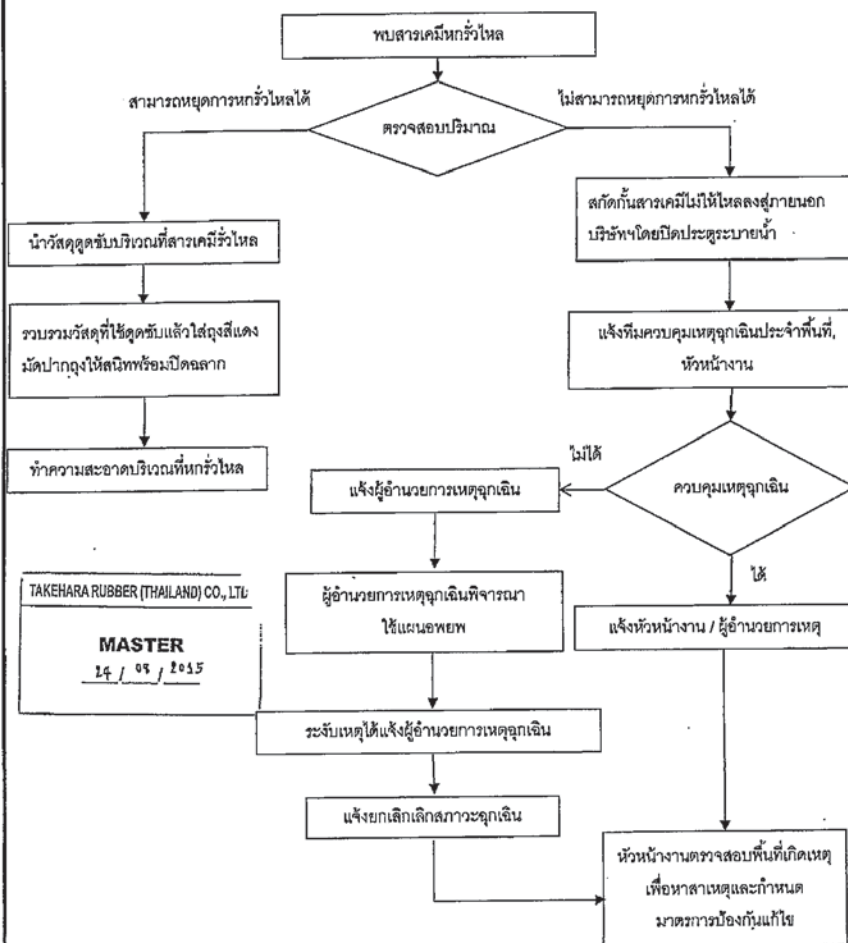 พบสารเคมีหกรั่วไหล
สามารถหยุดการหกรั่วไหลได้
ไม่สามารถหยุดการหกรั่วไหลได้
ตรวจสอบปริมาณ
นำวัสดุดูดซับบริเวณที่สารเคมีรั่วไหล
รวบรวมวัสดุที่ใช้ดูดซับแล้วใส่ถุงสีแดง
มัดปากถุงให้สนิทพร้อมปิดฉลาก
ทำความสะอาดบริเวณที่หกรั่วไหล
สกัดกั้นสารเคมีไม่ให้ไหลลงสู่ภายนอก
บริษัทฯโดยปิดประตูระบายน้ำ
แจ้งทีมควบคุมเหตุฉุกเฉินประจำพื้นที่,
หัวหน้างาน
ควบคุมเหตุฉุกเฉิน
ไม่ได้
แจ้งผู้อำนวยการเหตุฉุกเฉิน
ผู้อำนวยการเหตุฉุกเฉินพิจารณา
ใช้แผนอพยพ
ระงับเหตุได้แจ้งผู้อำนวยการเหตุฉุกเฉิน
แจ้งยกเลิกเลิกสภาวะฉุกเฉิน
ได้
แจ้งหัวหน้างาน / ผู้อำนวยการเหตุ
หัวหน้างานตรวจสอบพื้นที่เกิดเหตุ
เพื่อหาสาเหตุและกำหนด
มาตรการป้องกันแก้ไข
TAKEHARA RUBBER (THAILAND) CO., LTD.
MASTER
24 / 03 / 2015